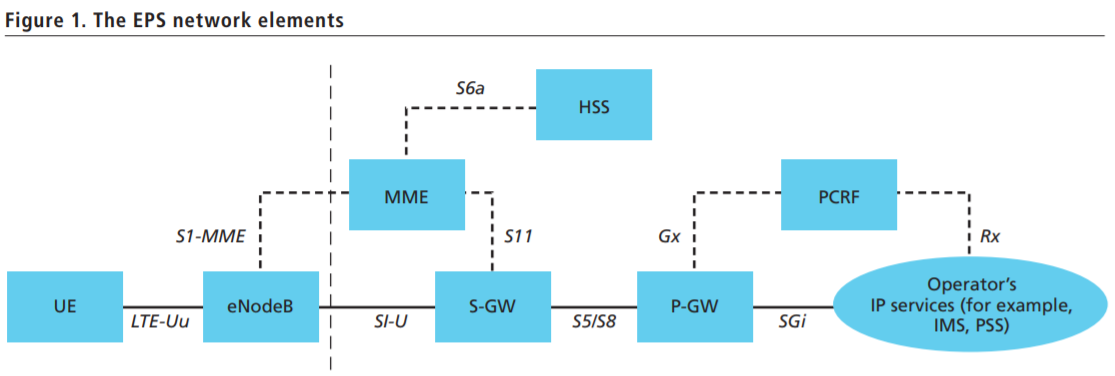 Figure 1. The EPS network elements
S6a
HSS
MME
PCRF
S1-MME
S11
Gx
Rx
UE
LTE-Uu
eNodeB
SI-U
S-GW
S5/S8
P-GW
SGi
Operator's
IP services (for example,
IMS, PSS)